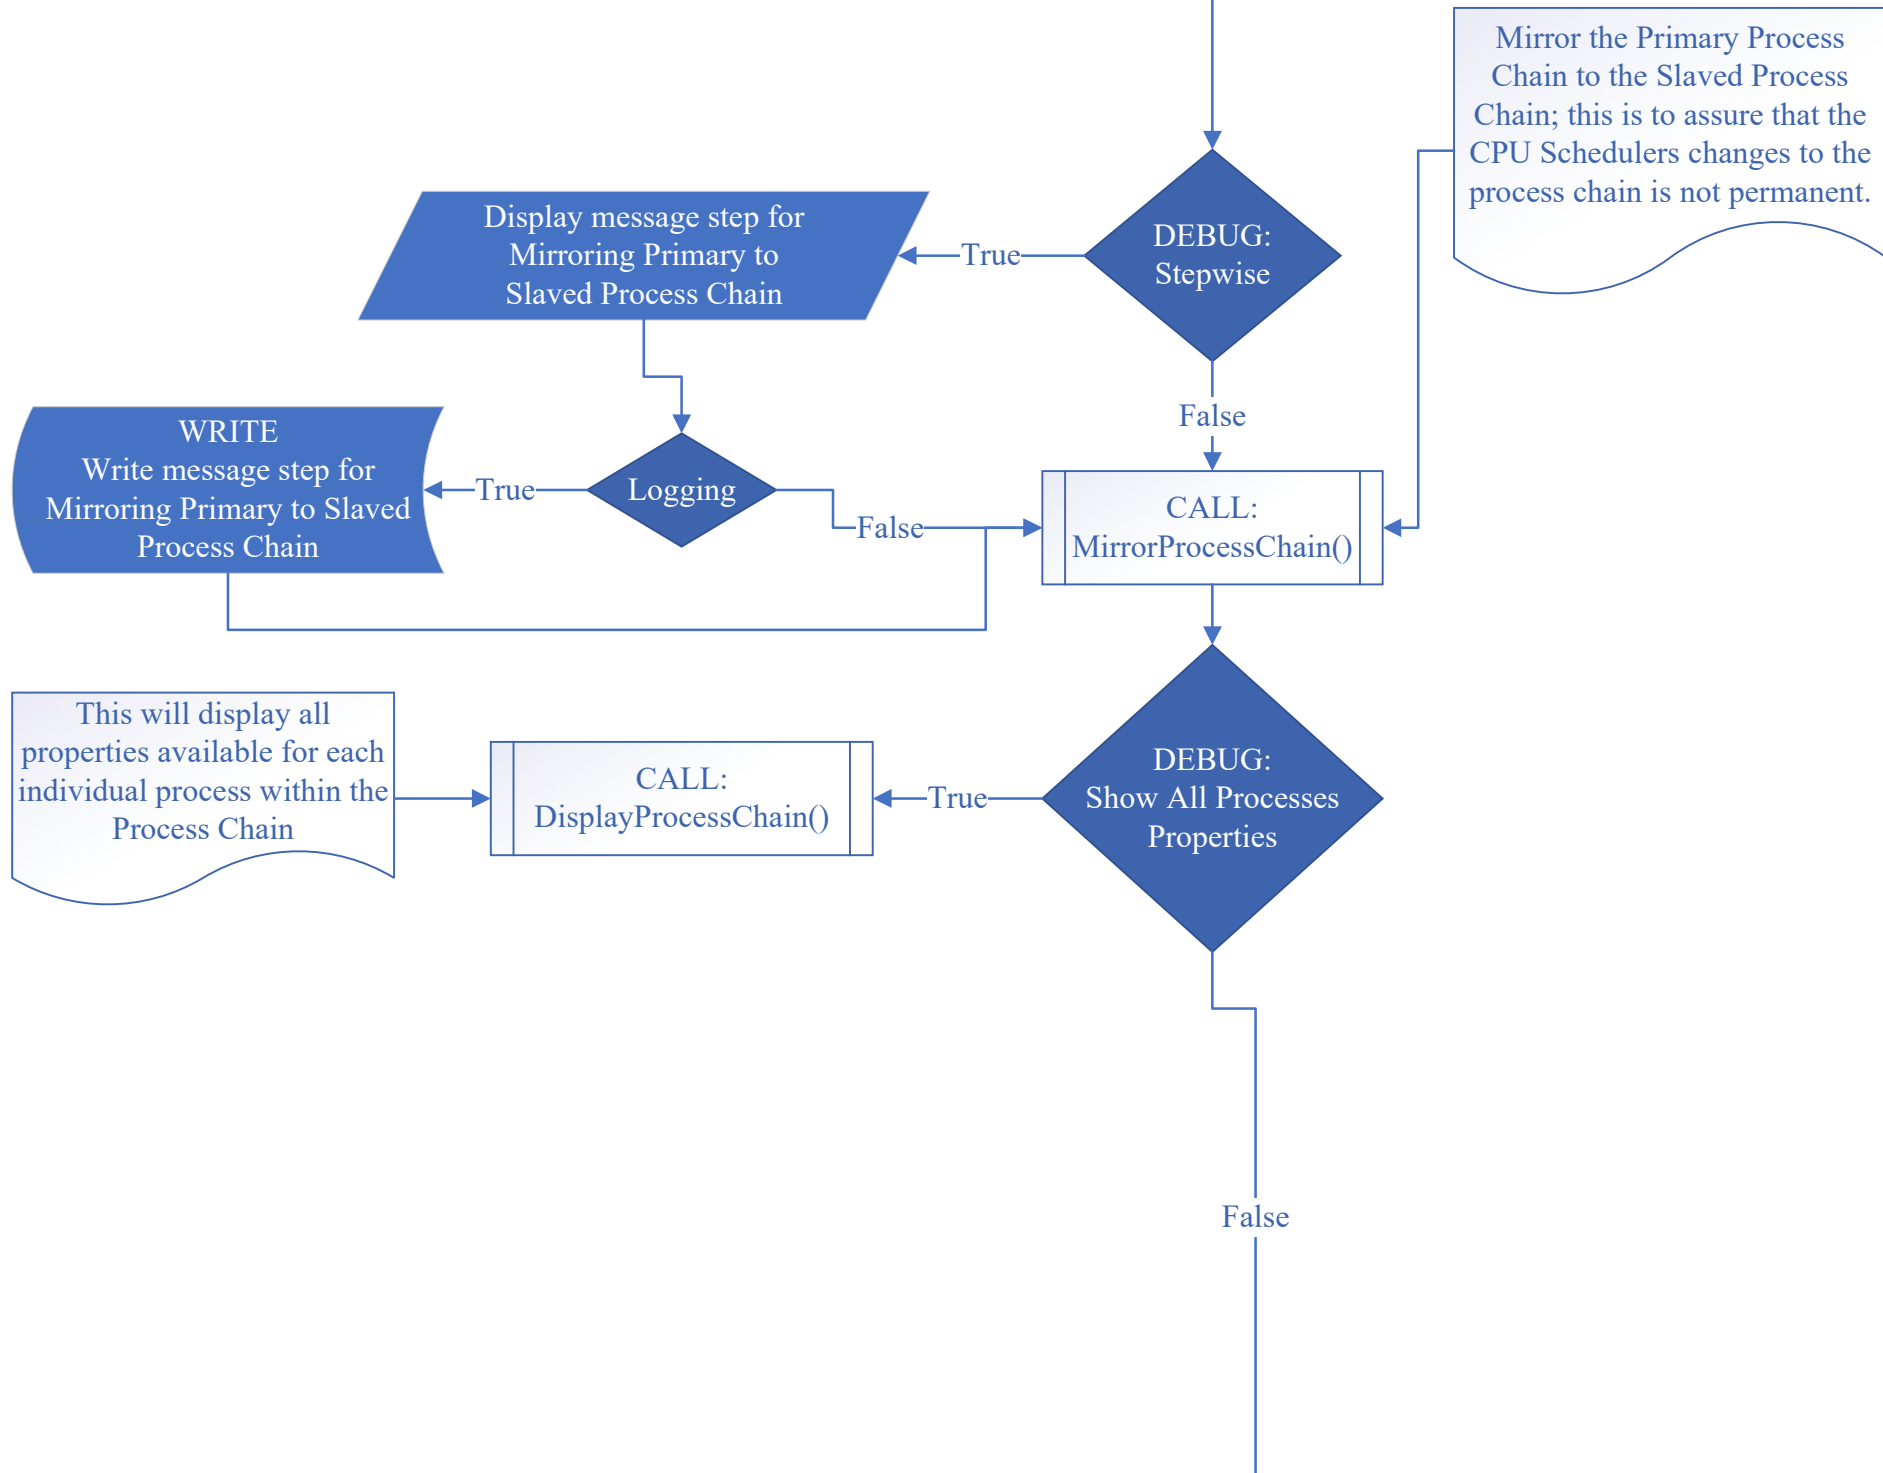 Mirror the Primary Process
Chain to the Slaved Process
Chain; this is to assure that the
CPU Schedulers changes to the
process chain is not permanent.
DEBUG:
Stepwise
True
Display message step for
Mirroring Primary to
Slaved Process Chain
False
Logging
True
WRITE
Write message step for
Mirroring Primary to Slaved
Process Chain
False
CALL:
MirrorProcessChain()
DEBUG:
Show All Processes
Properties
True
CALL:
DisplayProcessChain()
This will display all
properties available for each
individual process within the
Process Chain
False